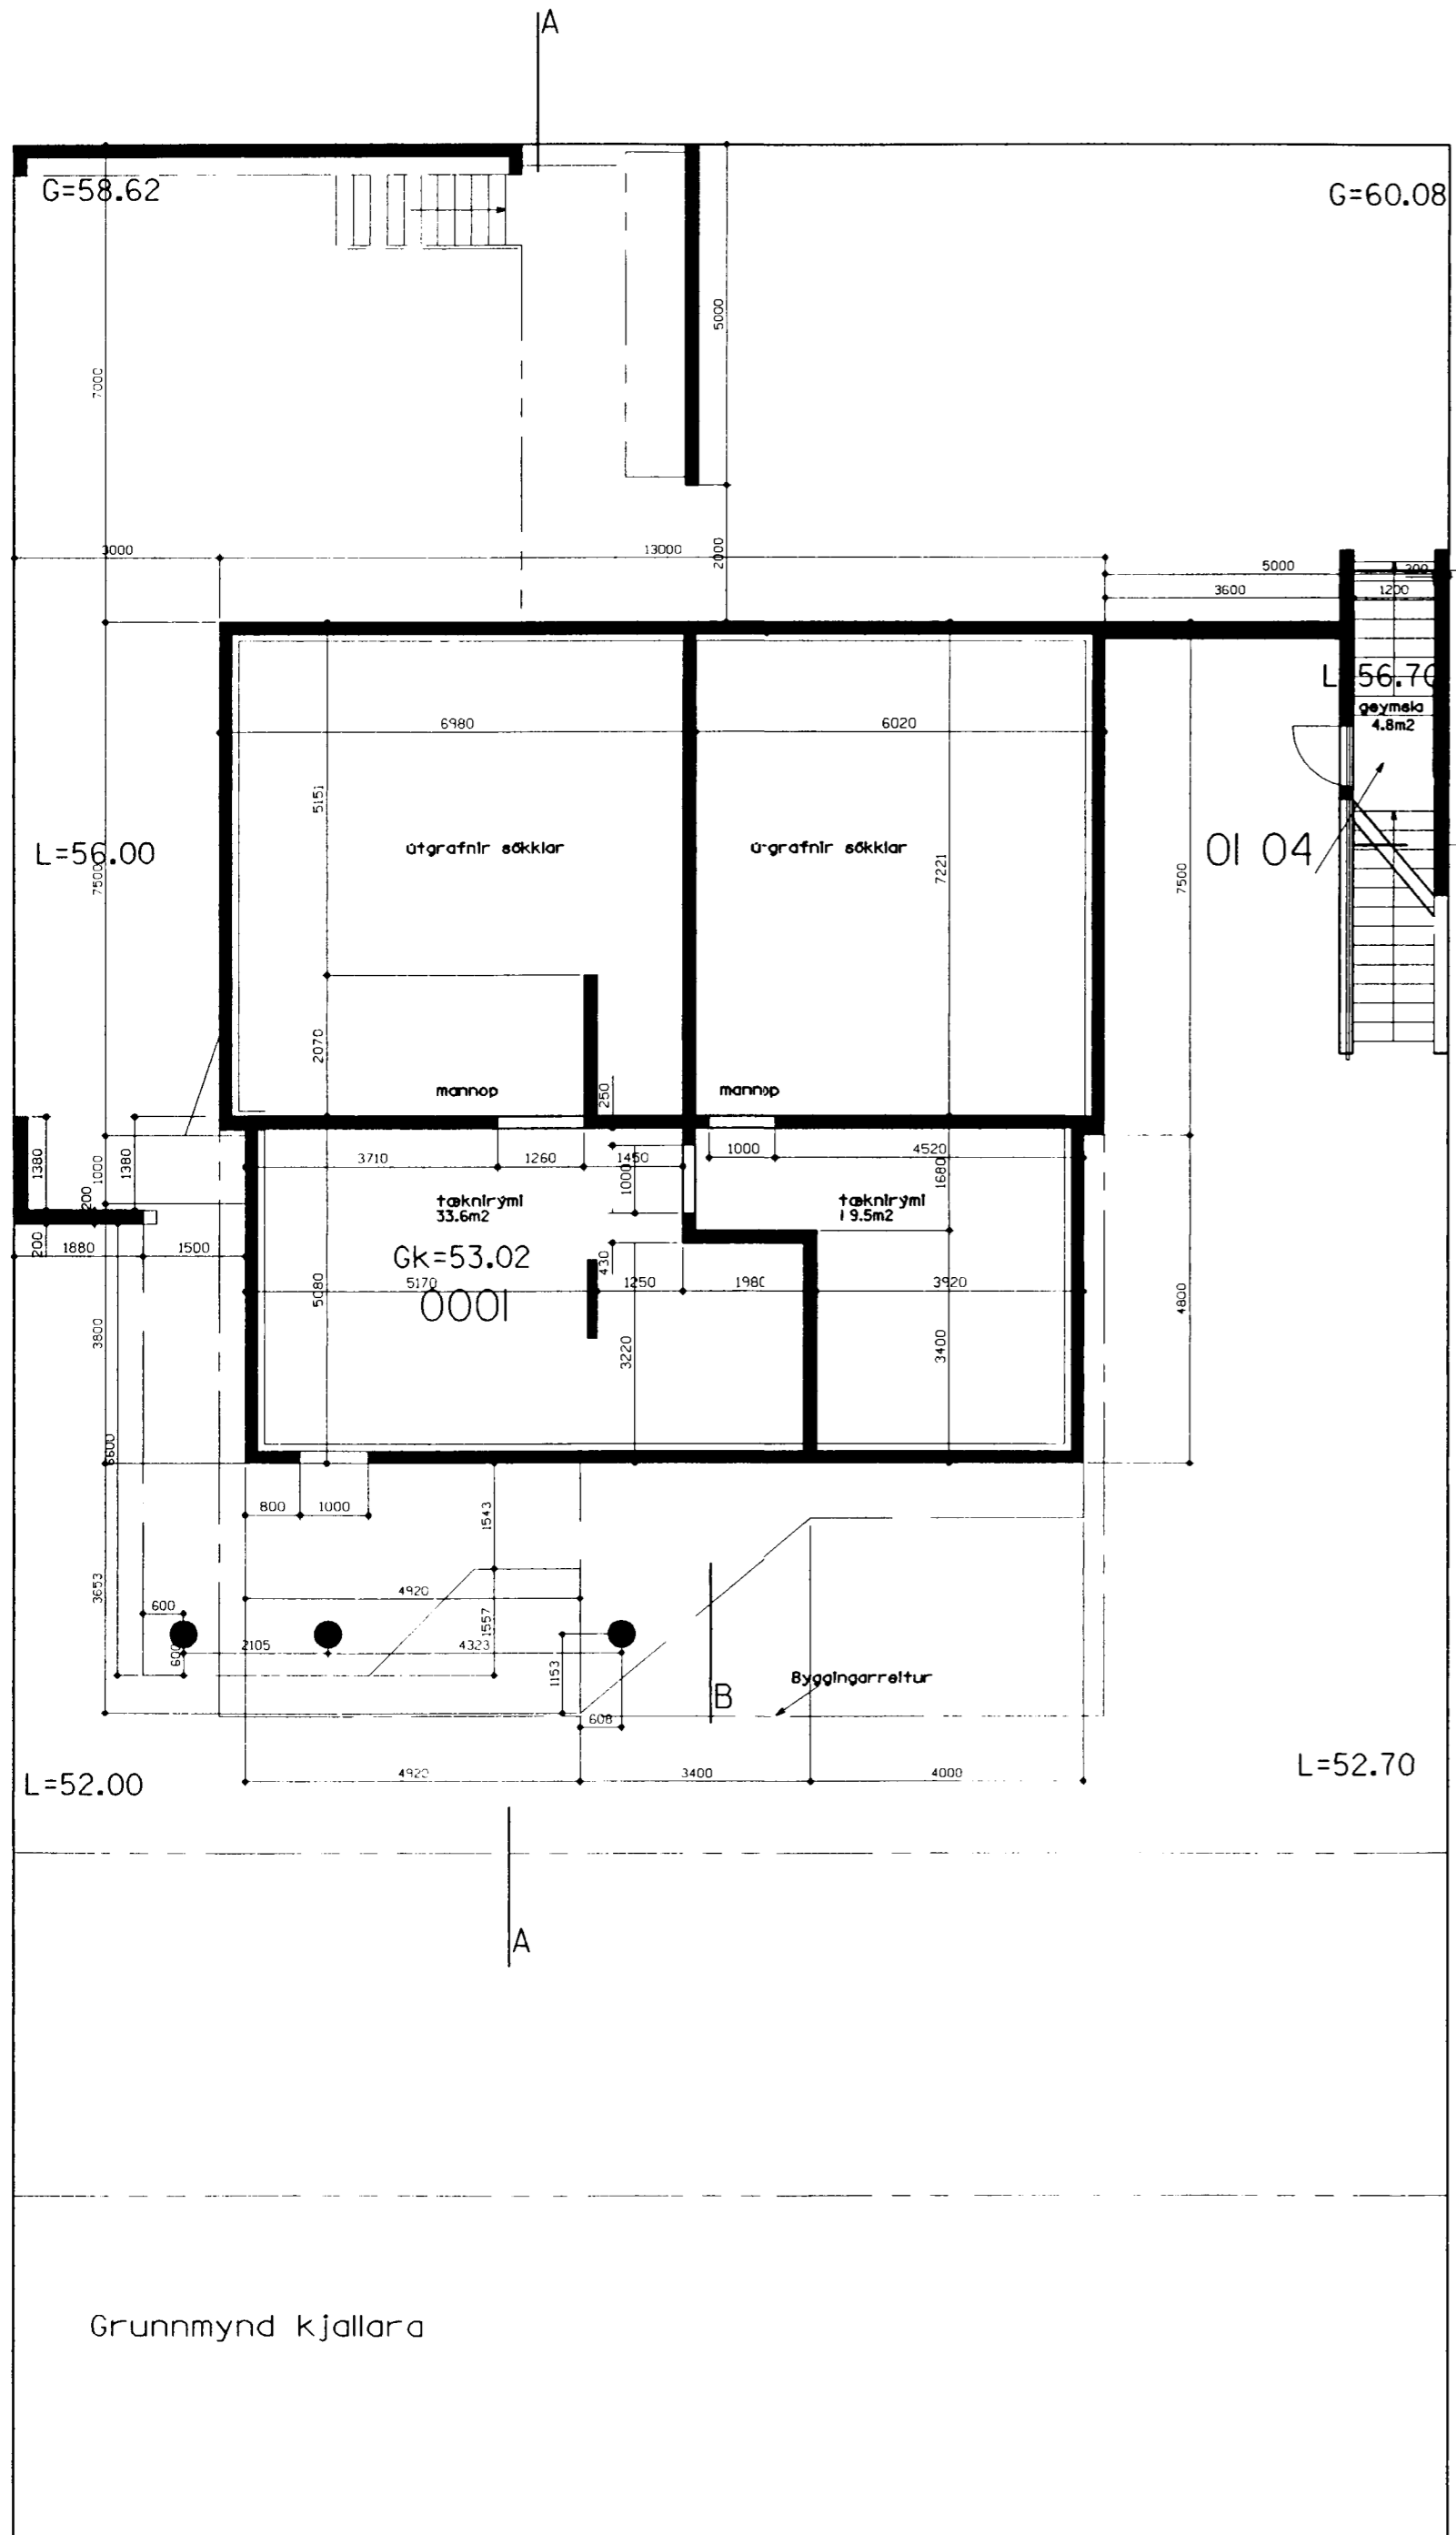 A
G=58.62
G=60.08
5000
7000
3000
13000
2000
5000
200
3600
1200
L=56.70
geymsla
4.8m2
6980
6020
5151
útgrafnir sökklar
útgrafnir sökklar
7221
L=56.00
7500
7500
01 04
2070
mannop
250
mannop
1380
1000
1380
200
3710
1260
1450
1000
1000
4520
1680
tæknirými
33.6m2
tæknirými
19.5m2
200
1880
1500
Gk=53.02
430
5170
1250
1980
3920
0001
5080
4800
3800
3220
3400
6600
800
1000
1543
3653
4920
600
1557
600
2105
4323
1153
Byggingarreitur
B
608
L=52.00
4920
3400
4000
L=52.70
A
Grunnmynd kjallara